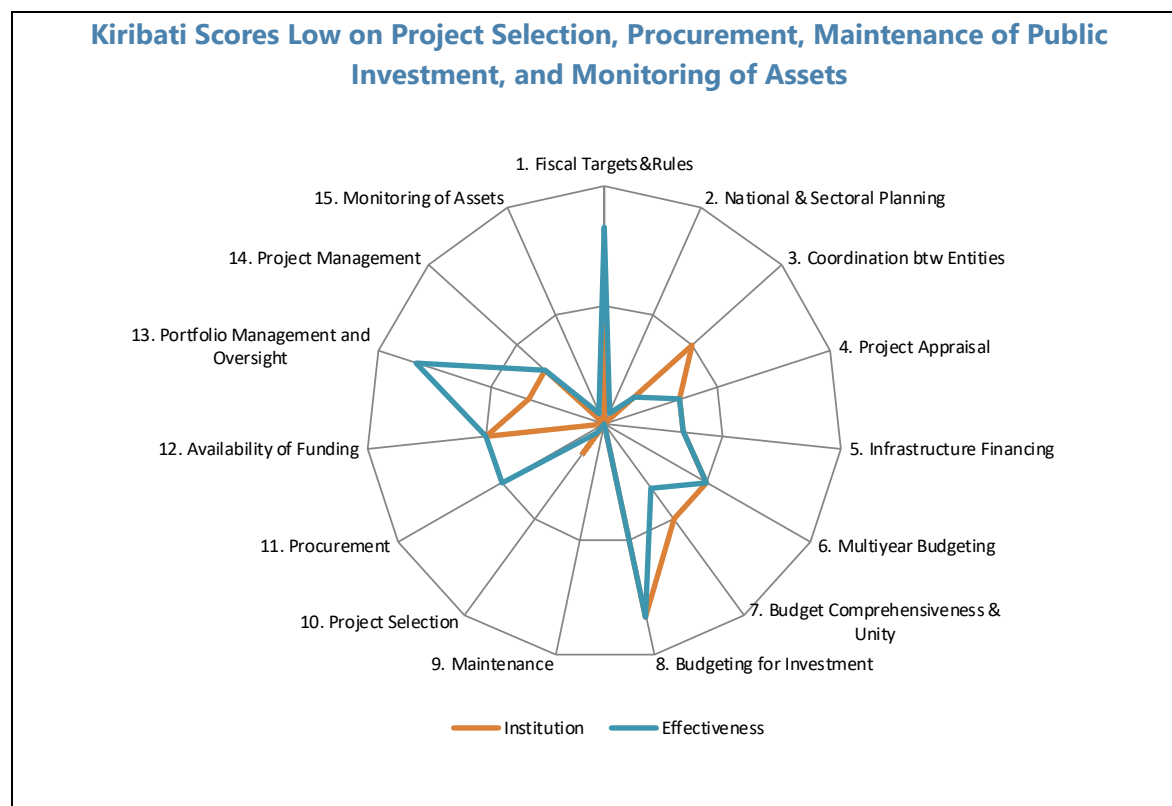 Kiribati Scores Low on Project Selection, Procurement, Maintenance of Public
Investment, and Monitoring of Assets
1. Fiscal Targets&Rules
2. National & Sectoral Planning
3. Coordination btw Entities
4. Project Appraisal
5. Infrastructure Financing
6. Multiyear Budgeting
7. Budget Comprehensiveness &
Unity
8. Budgeting for Investment
9. Maintenance
10. Project Selection
11. Procurement
12. Availability of Funding
13. Portfolio Management and
Oversight
14. Project Management
15. Monitoring of Assets
Institution
Effectiveness